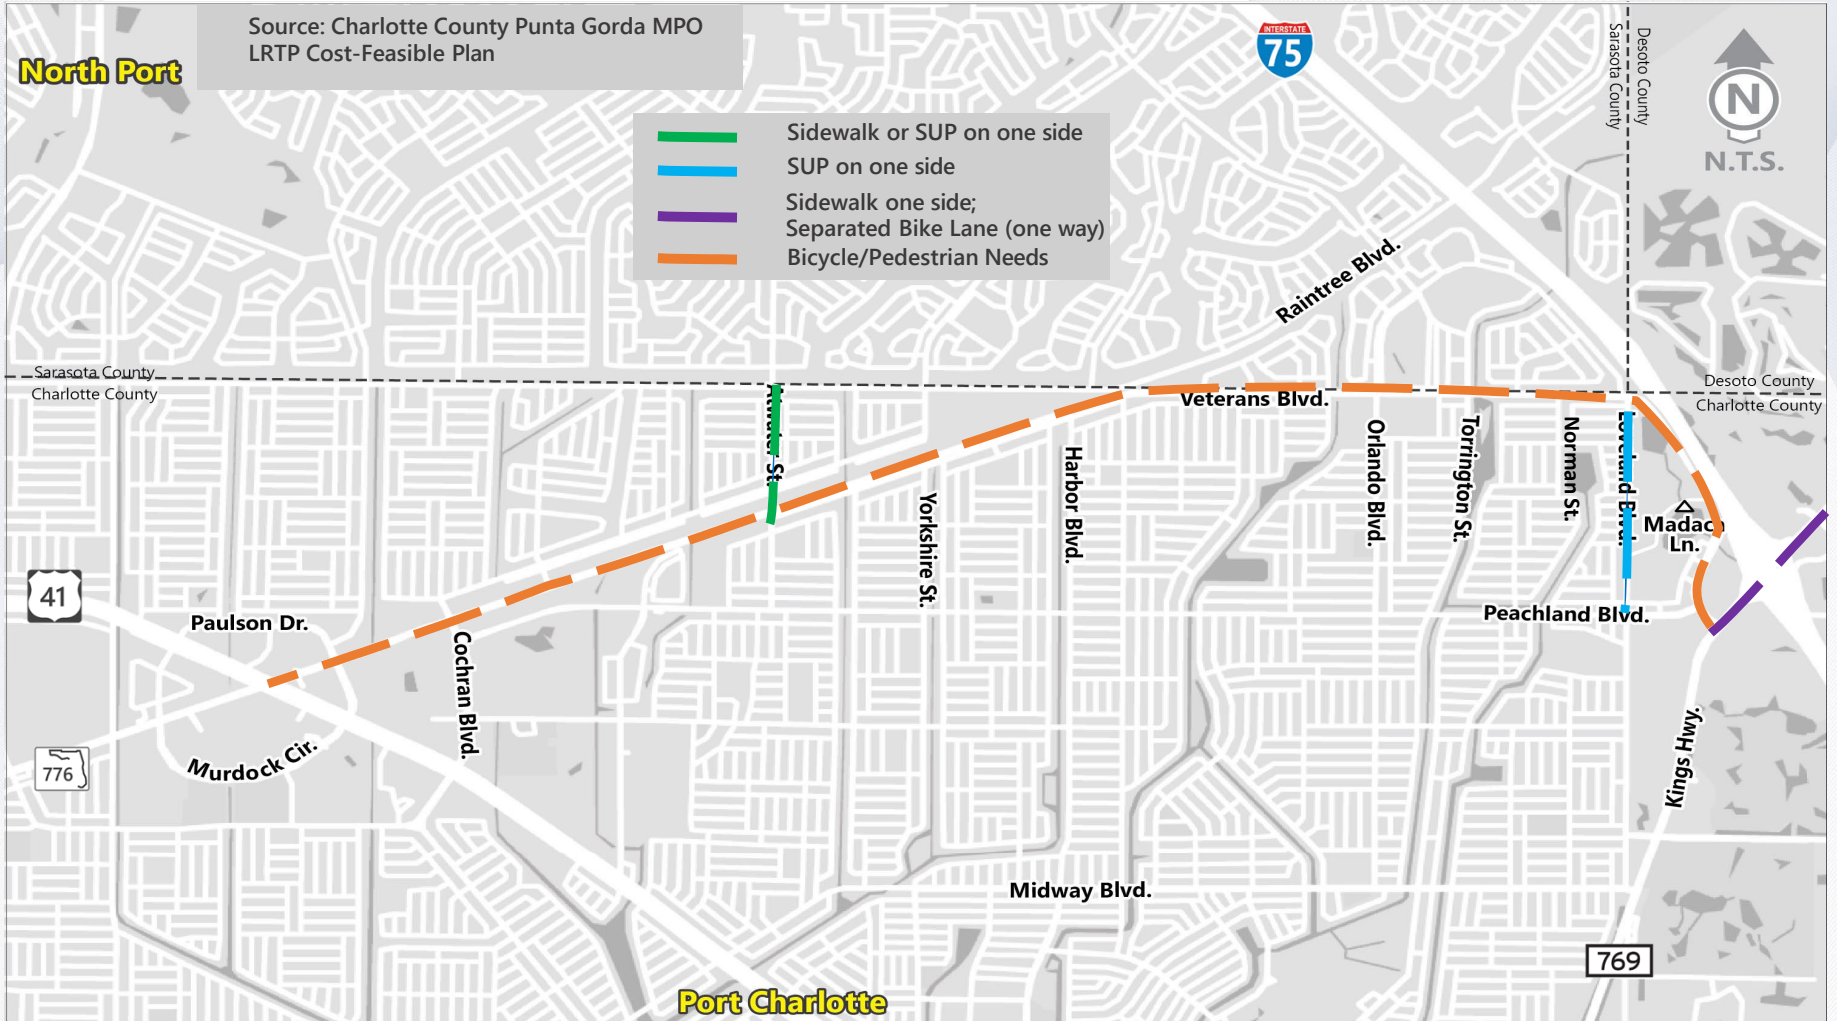 Source: Charlotte County Punta Gorda MPO
LRTP Cost-Feasible Plan
North Port
INTERSTATE
75
Sarasota County
Desoto County
N
N.T.S.
Sidewalk or SUP on one side
SUP on one side
Sidewalk one side;
Separated Bike Lane (one way)
Bicycle/Pedestrian Needs
Raintree Blvd.
Sarasota County
Charlotte County
Desoto County
Charlotte County
Veterans Blvd.
St.
Yorkshire St.
Harbor Blvd.
Orlando Blvd.
Torrington St.
Norman St.
Loveland Blvd.
Madach
Ln.
41
Paulson Dr.
Peachland Blvd.
Cochran Blvd.
Murdock Cir.
776
Kings Hwy.
Midway Blvd.
769
Port Charlotte